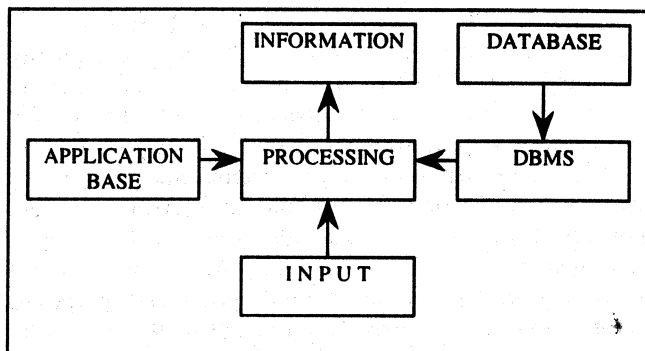 INFORMATION
DATABASE
APPLICATION
BASE
PROCESSING
DBMS
INPUT